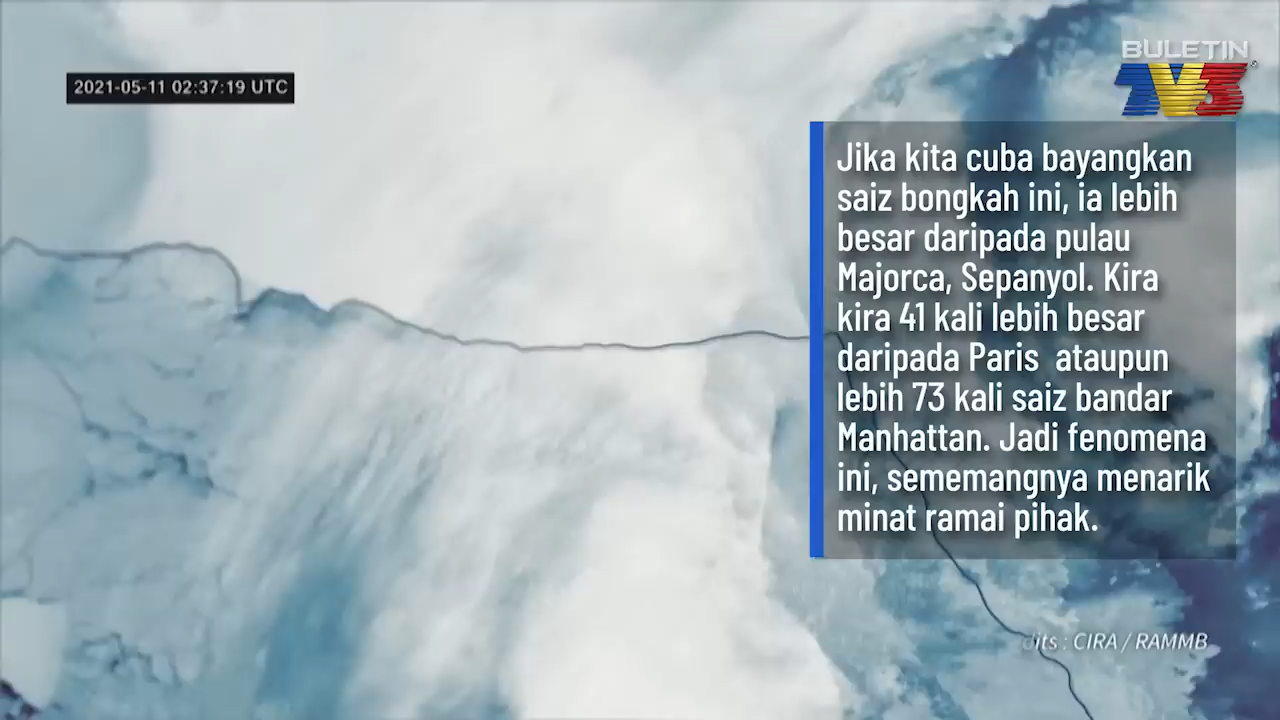 BULETIN
TV3
2021-05-11 02:37:19 UTC
Jika kita cuba bayangkan
saiz bongkah ini, ia lebih
besar daripada pulau
Majorca, Sepanyol. Kira
kira 41 kali lebih besar
daripada Paris ataupun
lebih 73 kali saiz bandar
Manhattan. Jadi fenomena
ini, sememangnya menarik
minat ramai pihak.
dits : CIRA / RAMMB